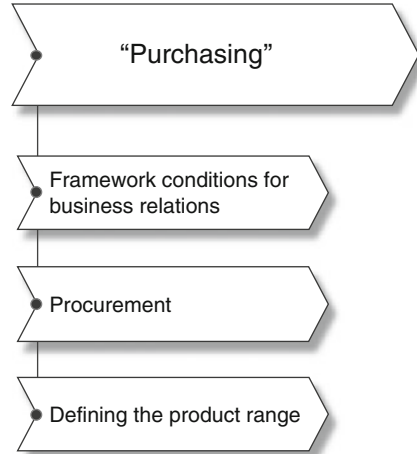 “Purchasing”
Framework conditions for
business relations
Procurement
Defining the product range